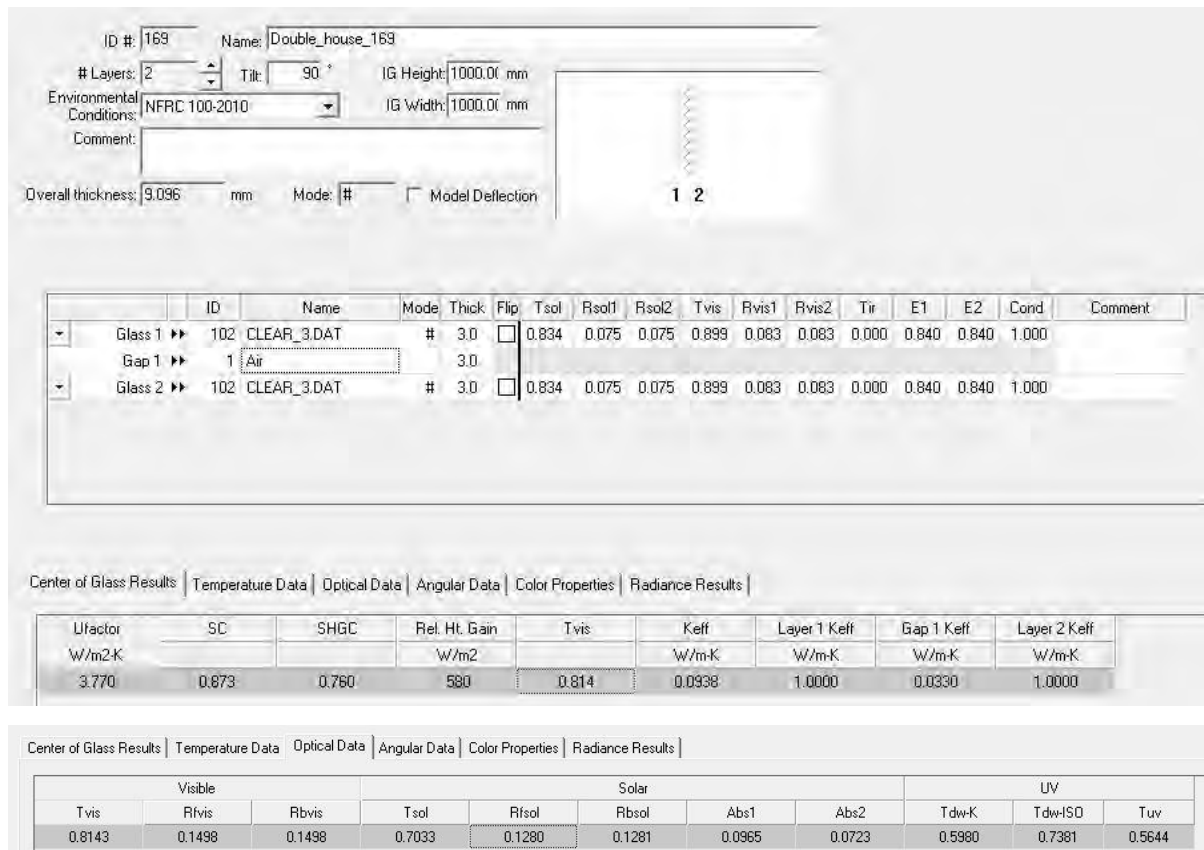 ID #: 169 Name: Double_house_169
# Layers: 2 Tilt: 90 ° IG Height: 1000.0( mm
Environmental Conditions: NFRC 100-2010 IG Width: 1000.0( mm
Comment:
Overall thickness: 9.096 mm Mode: # Model Deflection
1 2
ID Name Mode Thick Flip Tsol Rsol1 Rsol2 Tvis Rvis1 Rvis2 Tir E1 E2 Cond Comment
Glass 1 ▸▸ 102 CLEAR_3.DAT # 3.0 0.834 0.075 0.075 0.899 0.083 0.083 0.000 0.840 0.840 1.000
Gap 1 ▸▸ 1 Air 3.0
Glass 2 ▸▸ 102 CLEAR_3.DAT # 3.0 0.834 0.075 0.075 0.899 0.083 0.083 0.000 0.840 0.840 1.000
Center of Glass Results Temperature Data Optical Data Angular Data Color Properties Radiance Results
Ufactor SC SHGC Rel. Ht. Gain Tvis Keff Layer 1 Keff Gap 1 Keff Layer 2 Keff
W/m2-K W/m2 W/m-K W/m-K W/m-K W/m-K
3.770 0.873 0.760 580 0.814 0.0938 1.0000 0.0330 1.0000
Center of Glass Results Temperature Data Optical Data Angular Data Color Properties Radiance Results
Visible Solar UV
Tvis Rfvis Rbvis Tsol Rfsol Rbsol Abs1 Abs2 Tdw-K Tdw-ISO Tuv
0.8143 0.1498 0.1498 0.7033 0.1280 0.1281 0.0965 0.0723 0.5980 0.7381 0.5644